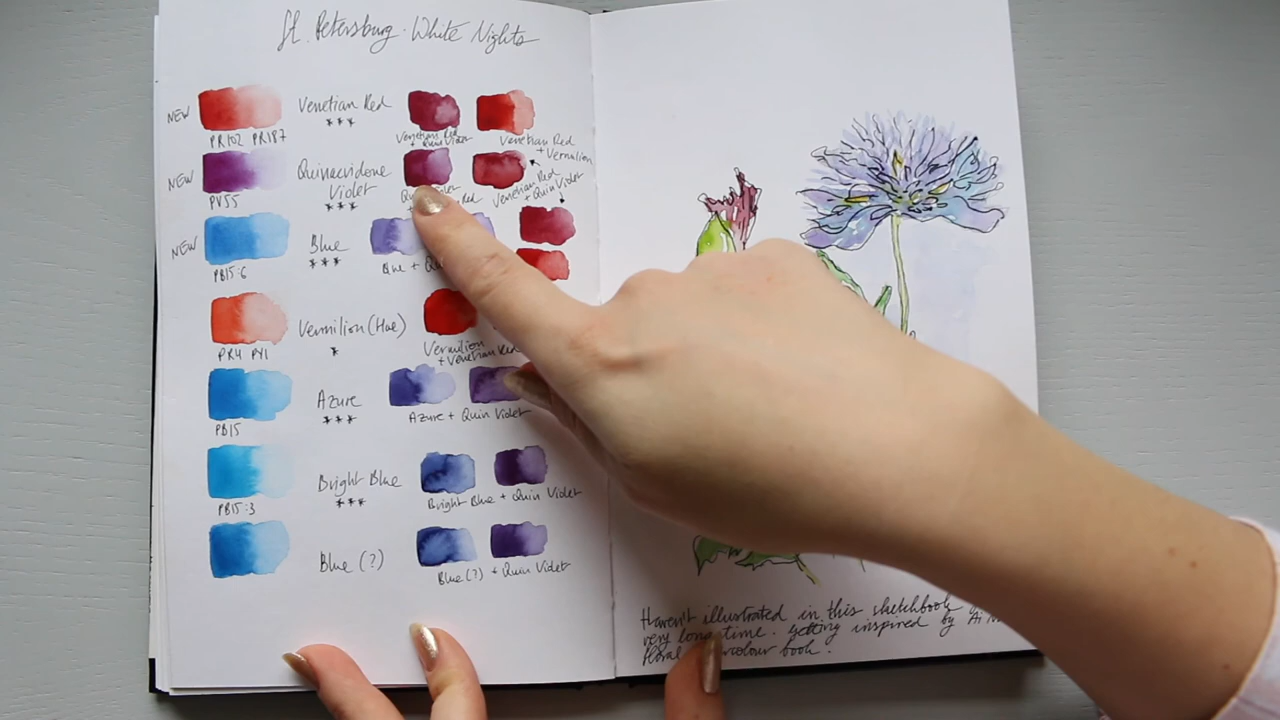 St. Petersburg · White Nights
NEW
Venetian Red
***
PR102 PR187
Venetian Red
+ Quin Violet
Venetian Red
+ Vermilion
NEW
Quinacridone
Violet
***
PV55
Red
Venetian Red
+ Quin Violet
NEW
Blue
***
PB15:6
Blue +
Vermilion (Hue)
*
PR4 PY1
Vermilion
+ Venetian Red
Azure
***
PB15
Azure + Quin Violet
Bright Blue
***
PB15:3
Bright Blue + Quin Violet
Blue (?)
Blue (?) + Quin Violet
Haven't illustrated in this sketchbook
very long time. Getting inspired by
floral book.